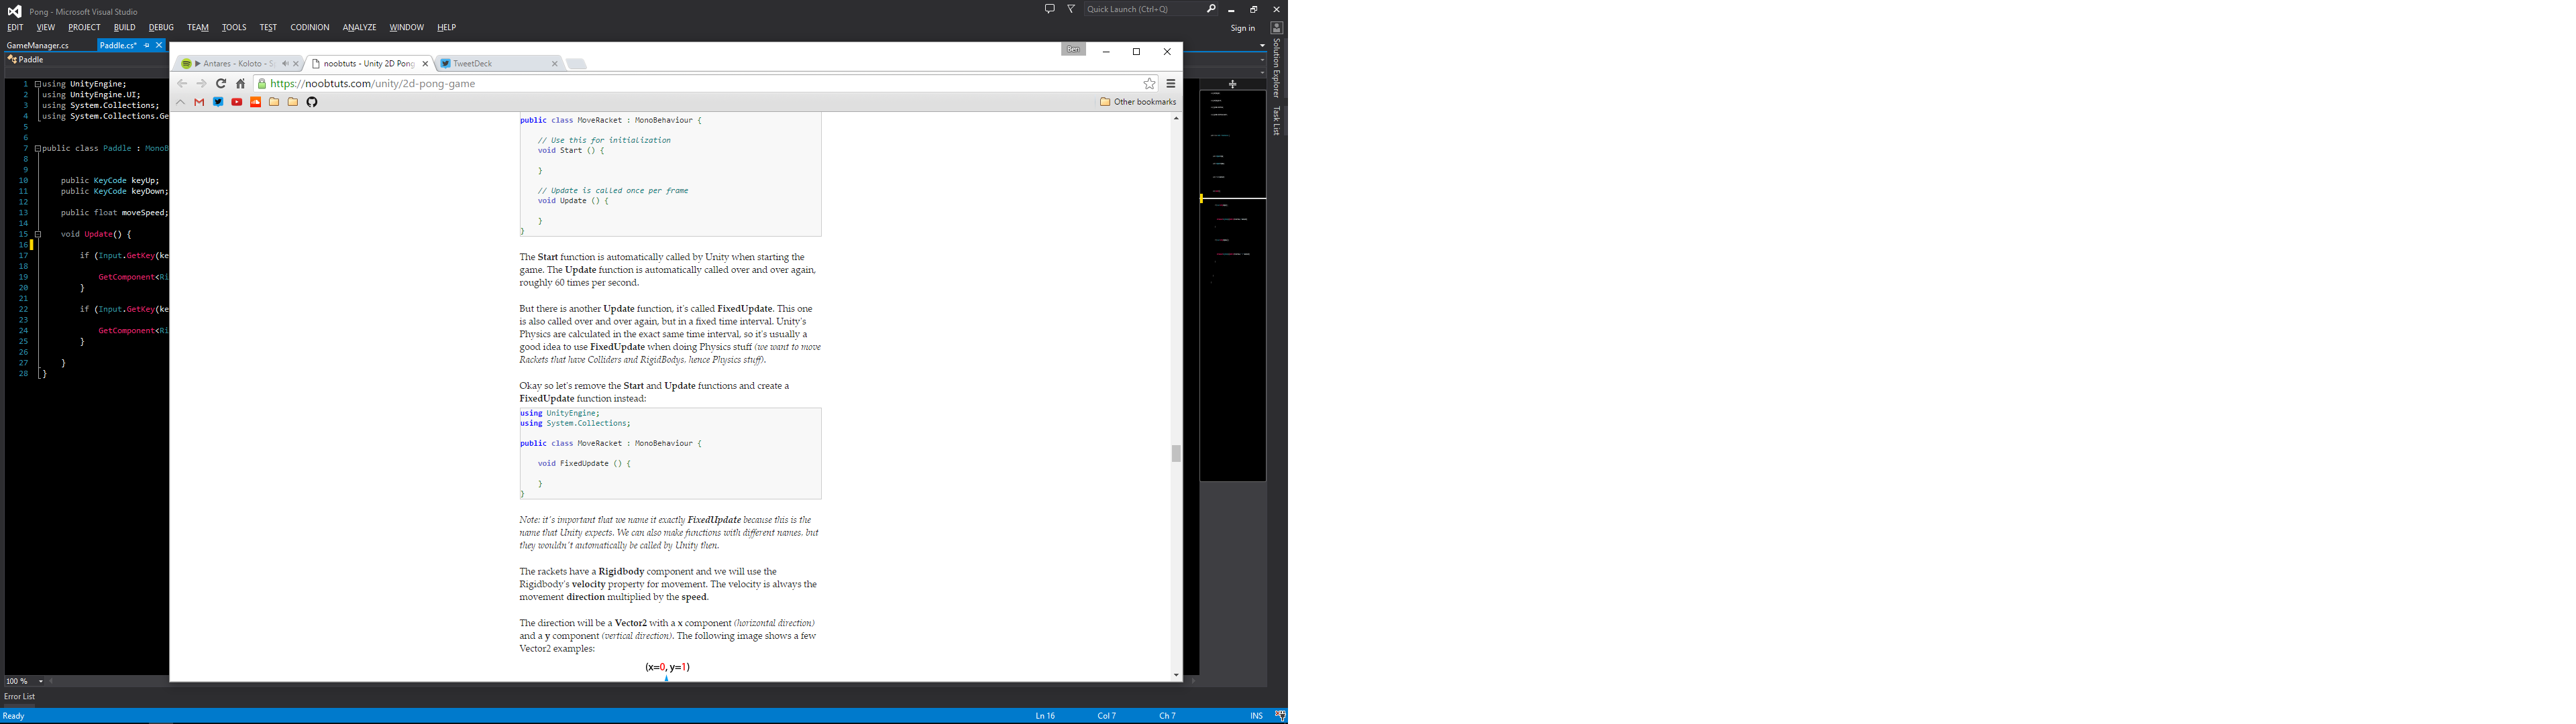 Pong - Microsoft Visual Studio
Quick Launch (Ctrl+Q)
EDIT VIEW PROJECT BUILD DEBUG TEAM TOOLS TEST CODINION ANALYZE WINDOW HELP
Sign in
GameManager.cs Paddle.cs*
Paddle
Solution Explorer
Task List
1 using UnityEngine;
2 using UnityEngine.UI;
3 using System.Collections;
4 using System.Collections.Ge
5
6
7 public class Paddle : MonoB
8
9
10 public KeyCode keyUp;
11 public KeyCode keyDown;
12
13 public float moveSpeed;
14
15 void Update() {
16
17 if (Input.GetKey(ke
18
19 GetComponent<Ri
20 }
21
22 if (Input.GetKey(ke
23
24 GetComponent<Ri
25 }
26
27 }
28 }
100 %
Error List
Ready
Ln 16 Col 7 Ch 7 INS
Ben
Antares - Koloto - S
noobtuts - Unity 2D Pong
TweetDeck
https://noobtuts.com/unity/2d-pong-game
Other bookmarks
public class MoveRacket : MonoBehaviour {
// Use this for initialization
void Start () {
}
// Update is called once per frame
void Update () {
}
}
The Start function is automatically called by Unity when starting the
game. The Update function is automatically called over and over again,
roughly 60 times per second.
But there is another Update function, it's called FixedUpdate. This one
is also called over and over again, but in a fixed time interval. Unity's
Physics are calculated in the exact same time interval, so it's usually a
good idea to use FixedUpdate when doing Physics stuff (we want to move
Rackets that have Colliders and RigidBodys, hence Physics stuff).
Okay so let's remove the Start and Update functions and create a
FixedUpdate function instead:
using UnityEngine;
using System.Collections;
public class MoveRacket : MonoBehaviour {
void FixedUpdate () {
}
}
Note: it's important that we name it exactly FixedUpdate because this is the
name that Unity expects. We can also make functions with different names, but
they wouldn't automatically be called by Unity then.
The rackets have a Rigidbody component and we will use the
Rigidbody's velocity property for movement. The velocity is always the
movement direction multiplied by the speed.
The direction will be a Vector2 with a x component (horizontal direction)
and a y component (vertical direction). The following image shows a few
Vector2 examples:
(x=0, y=1)